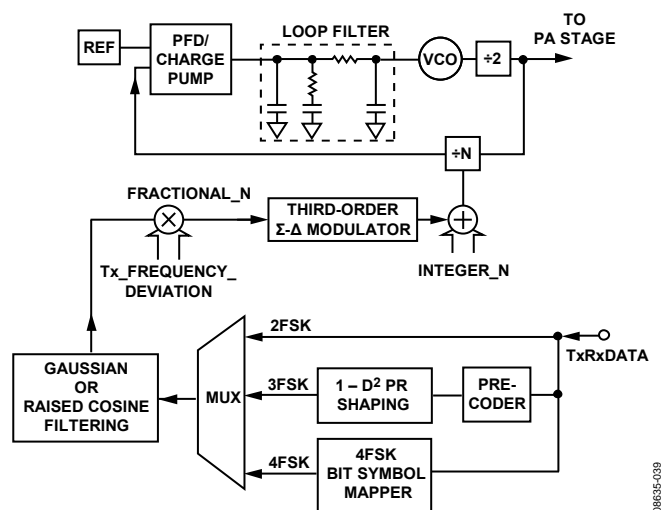 LOOP FILTER
TO
PA STAGE
REF
PFD/
CHARGE
PUMP
VCO
÷2
÷N
FRACTIONAL_N
×
THIRD-ORDER
Σ-Δ MODULATOR
+
Tx_FREQUENCY_
DEVIATION
INTEGER_N
GAUSSIAN
OR
RAISED COSINE
FILTERING
MUX
2FSK
TxRxDATA
3FSK
1 – D² PR
SHAPING
PRE-
CODER
4FSK
4FSK
BIT SYMBOL
MAPPER
08635-039